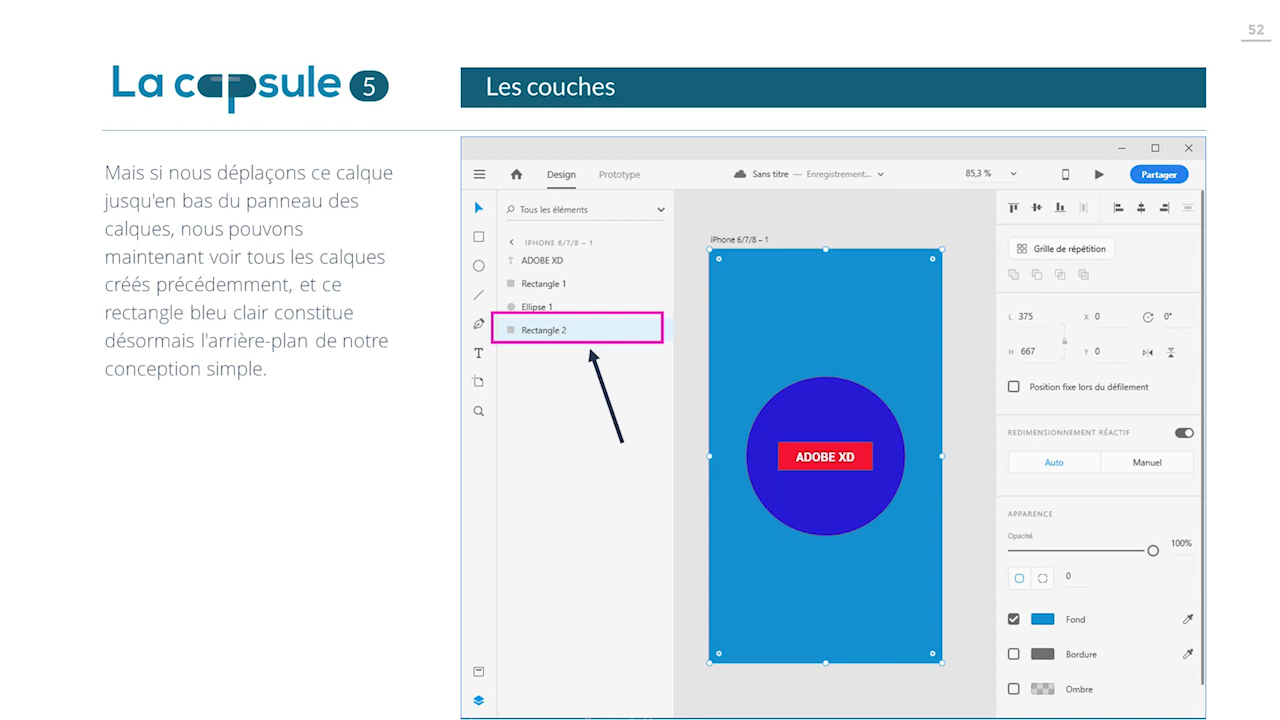 52
La capsule 5
Les couches
Mais si nous déplaçons ce calque
jusqu'en bas du panneau des
calques, nous pouvons
maintenant voir tous les calques
créés précédemment, et ce
rectangle bleu clair constitue
désormais l'arrière-plan de notre
conception simple.
Design Prototype Sans titre — Enregistrement... 85,3 % Partager
Tous les éléments
IPHONE 6/7/8 – 1
T ADOBE XD
Rectangle 1
Ellipse 1
Rectangle 2
iPhone 6/7/8 – 1
ADOBE XD
Grille de répétition
L 375 X 0 0°
H 667 Y 0
Position fixe lors du défilement
REDIMENSIONNEMENT RÉACTIF
Auto Manuel
APPARENCE
Opacité
100%
0
Fond
Bordure
Ombre